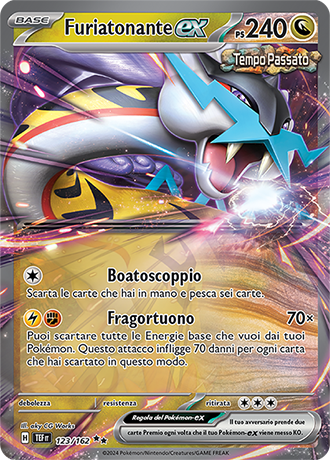 BASE Furiatonante ex PS 240
Tempo Passato
Boatoscoppio
Scarta le carte che hai in mano e pesca sei carte.
Fragortuono 70×
Puoi scartare tutte le Energie base che vuoi dai tuoi
Pokémon. Questo attacco infligge 70 danni per ogni carta
che hai scartato in questo modo.
debolezza resistenza ritirata
Illus. aky CG Works
H TEF IT 123/162
Regola dei Pokémon-ex
Il tuo avversario prende due
carte Premio ogni volta che il tuo Pokémon-ex viene messo KO.
©2024 Pokémon/Nintendo/Creatures/GAME FREAK